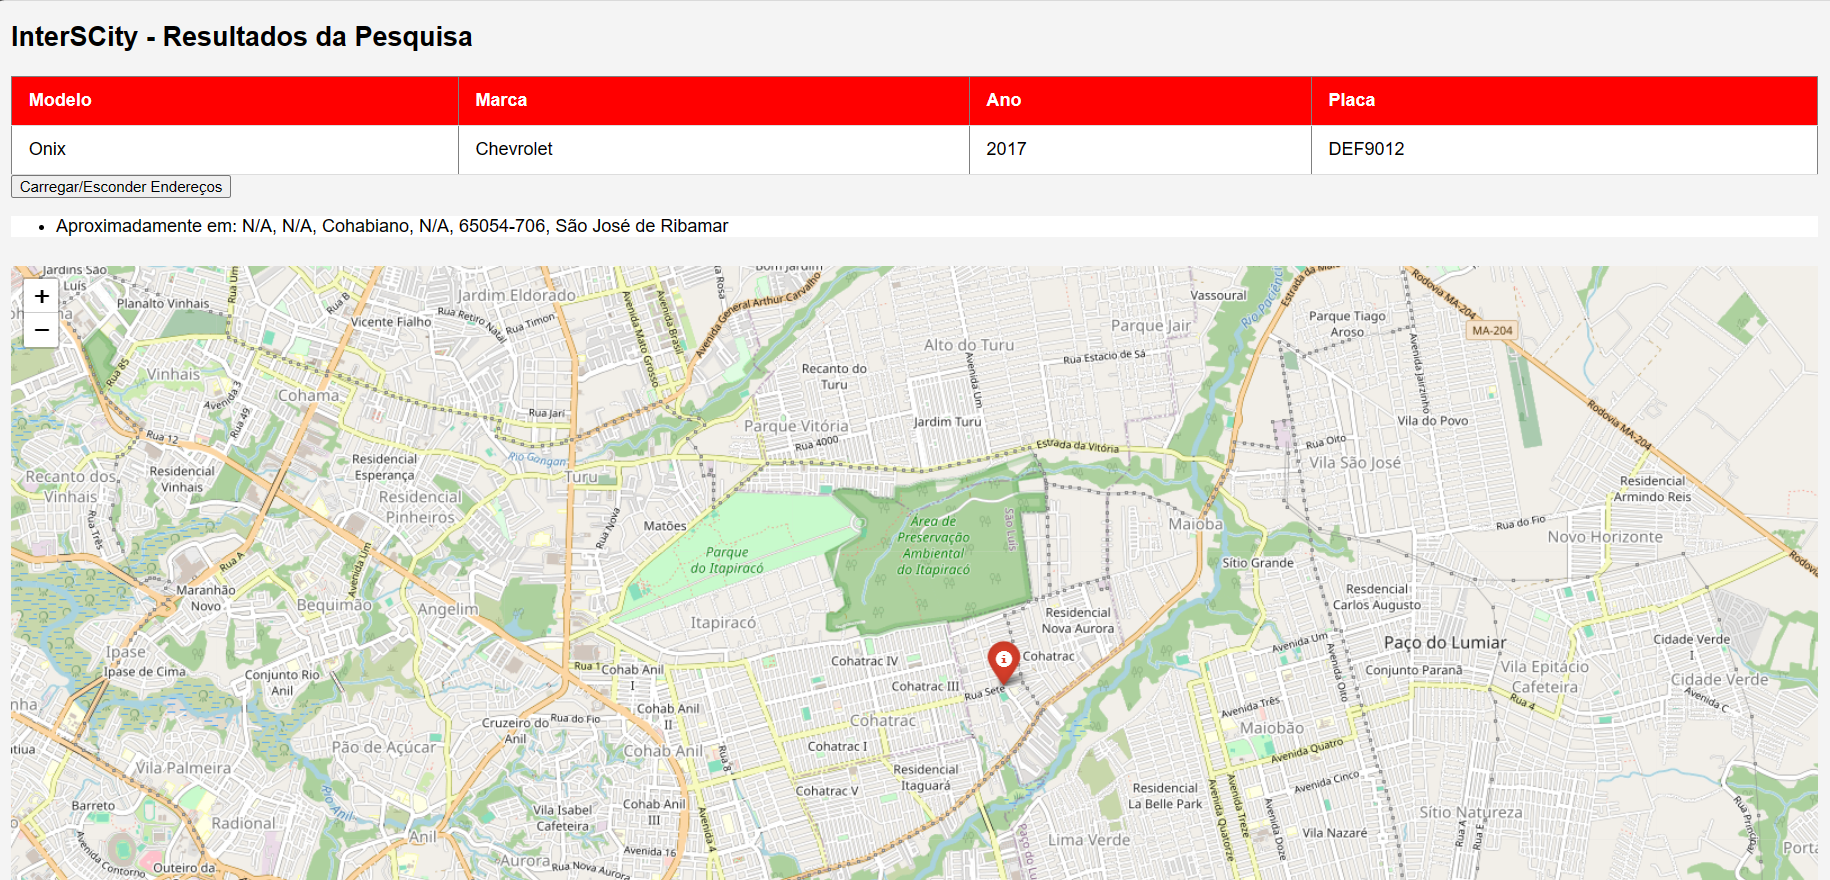 InterSCity - Resultados da Pesquisa
Modelo Marca Ano Placa
Onix Chevrolet 2017 DEF9012
Carregar/Esconder Endereços
Aproximadamente em: N/A, N/A, Cohabiano, N/A, 65054-706, São José de Ribamar
+
−
Jardins São
Luís
Planalto Vinhais
Rua Um
Rua B
Vicente Fialho
Jardim Eldorado
Rua Retiro Natal
Rua Timon
Avenida Mato Grosso
Avenida Brasil
Avenida General Arthur Carvalho
Bom Jardim
Vassoural
Rio Paciência
Rodovia MA-204
MA-204
Parque Tiago
Aroso
Parque Jair
Alto do Turu
Rua Estacio de Sá
Avenida Um
Recanto do
Turu
Avenida Jairzinho
Rua 85
Vinhais
Avenida 3
Cohama
Rua 49
Rua Jari
Parque Vitória
Rua 4000
Jardim Turu
Vila do Povo
Rodovia MA-204
Rua 12
Rio Gangan
Estrada da Vitória
Rua Oito
Vila São José
Recanto dos
Vinhais
Residencial
Vinhais
Residencial
Esperança
Turu
Residencial
Pinheiros
Residencial
Armindo Reis
Rua Três
Rua Nova
Matões
Área de
Preservação
Ambiental
do Itapiracó
São Luís
Maioba
Rua do Fio
Novo Horizonte
Rua A
Avenida Um
Parque
do Itapiracó
Sítio Grande
Maranhão
Novo
Bequimão
Angelim
Itapiracó
Residencial
Nova Aurora
Resdencial
Carlos Augusto
Avenida Um
Paço do Lumiar
Cidade Verde
I
Ipase
Ipase de Cima
Conjunto Rio
Anil
Rua 1
Cohab Anil
I
Cohatrac IV
Cohatrac
Conjunto Paraná
Vila Epitácio
Cafeteira
Cidade Verde
Cohatrac III
Rua Sete
Avenida Oito
Rua 4
Avenida C
Cohab Anil
II
Cruzeiro do
Anil
Rua do Fio
Cohatrac
Avenida Três
Maiobão
Pão de Açúcar
Cohab Anil
Rua 8
Cohatrac I
Avenida Quatro
Vila Palmeira
Residencial
Itaguará
Cohatrac V
Avenida Cinco
Residencial
La Belle Park
Barreto
Rio Anil
Vila Isabel
Cafeteira
Cohab Anil
III
Radional
Anil
Avenida 4
Lima Verde
Avenida Quatorze
Avenida Treze
Avenida Doze
Vila Nazaré
Sítio Natureza
Rua A
Rua E
Rua Principal
Avenida Contorno
Outeiro da
Aurora
Rua Nova Aurora
Avenida 16